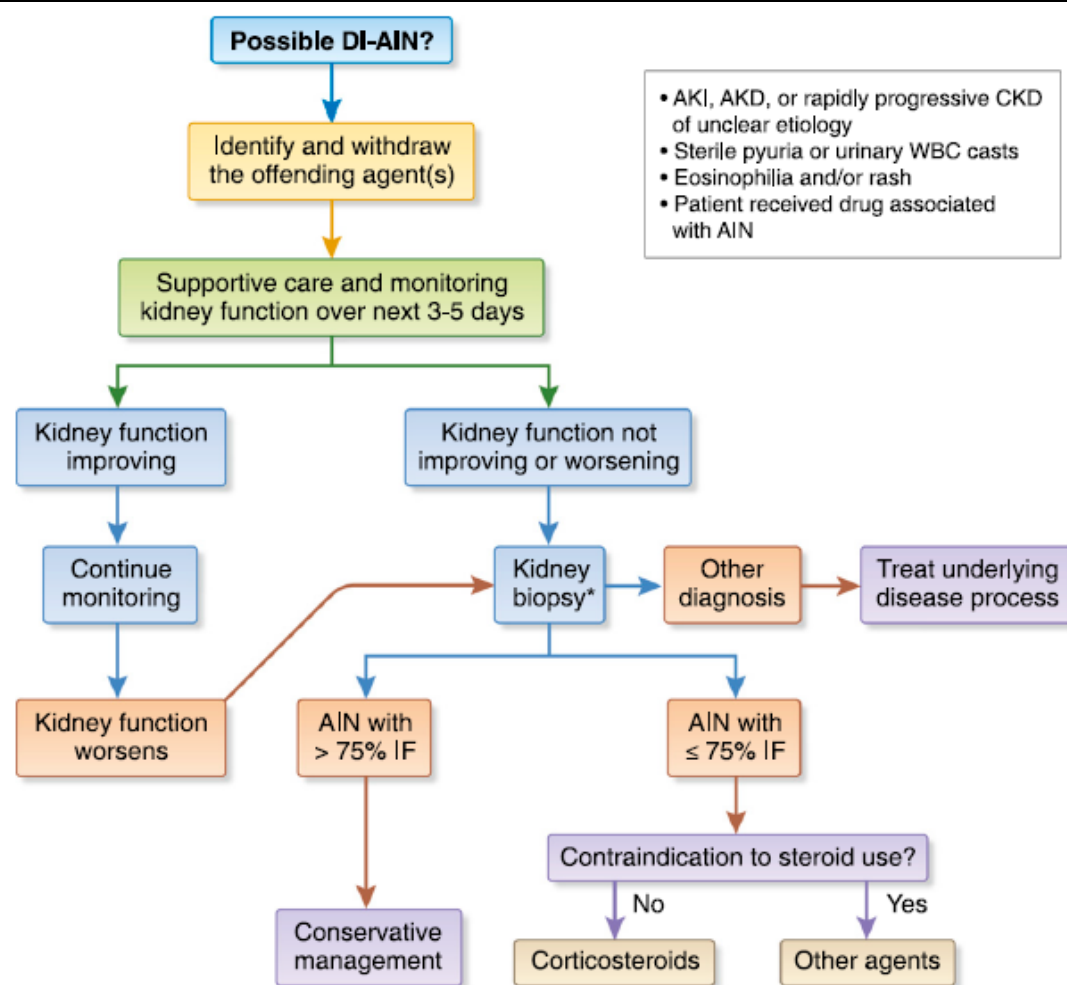 Possible DI-AIN?
• AKI, AKD, or rapidly progressive CKD
of unclear etiology
• Sterile pyuria or urinary WBC casts
• Eosinophilia and/or rash
• Patient received drug associated
with AIN
Identify and withdraw
the offending agent(s)
Supportive care and monitoring
kidney function over next 3-5 days
Kidney function
improving
Kidney function not
improving or worsening
Continue
monitoring
Kidney
biopsy*
Other
diagnosis
Treat underlying
disease process
Kidney function
worsens
AIN with
> 75% IF
AIN with
≤ 75% IF
Contraindication to steroid use?
No
Yes
Conservative
management
Corticosteroids
Other agents